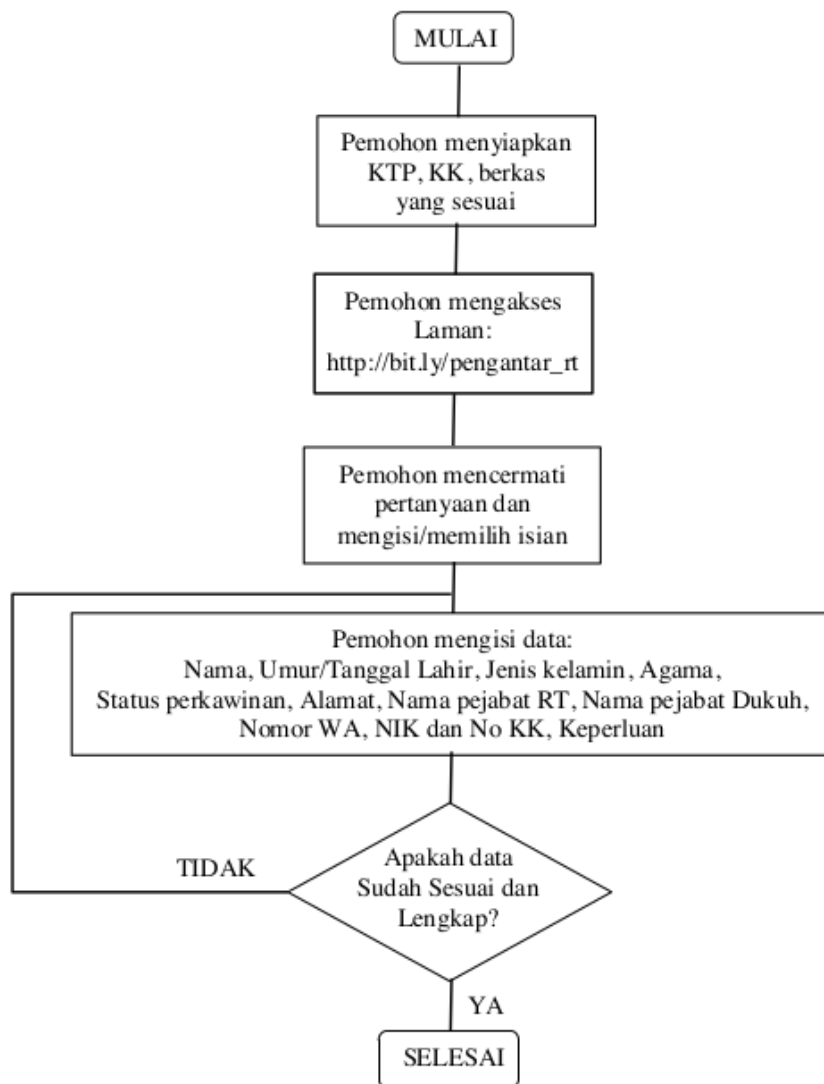 MULAI
Pemohon menyiapkan
KTP, KK, berkas
yang sesuai
Pemohon mengakses
Laman:
http://bit.ly/pengantar_rt
Pemohon mencermati
pertanyaan dan
mengisi/memilih isian
Pemohon mengisi data:
Nama, Umur/Tanggal Lahir, Jenis kelamin, Agama,
Status perkawinan, Alamat, Nama pejabat RT, Nama pejabat Dukuh,
Nomor WA, NIK dan No KK, Keperluan
TIDAK
Apakah data
Sudah Sesuai dan
Lengkap?
YA
SELESAI